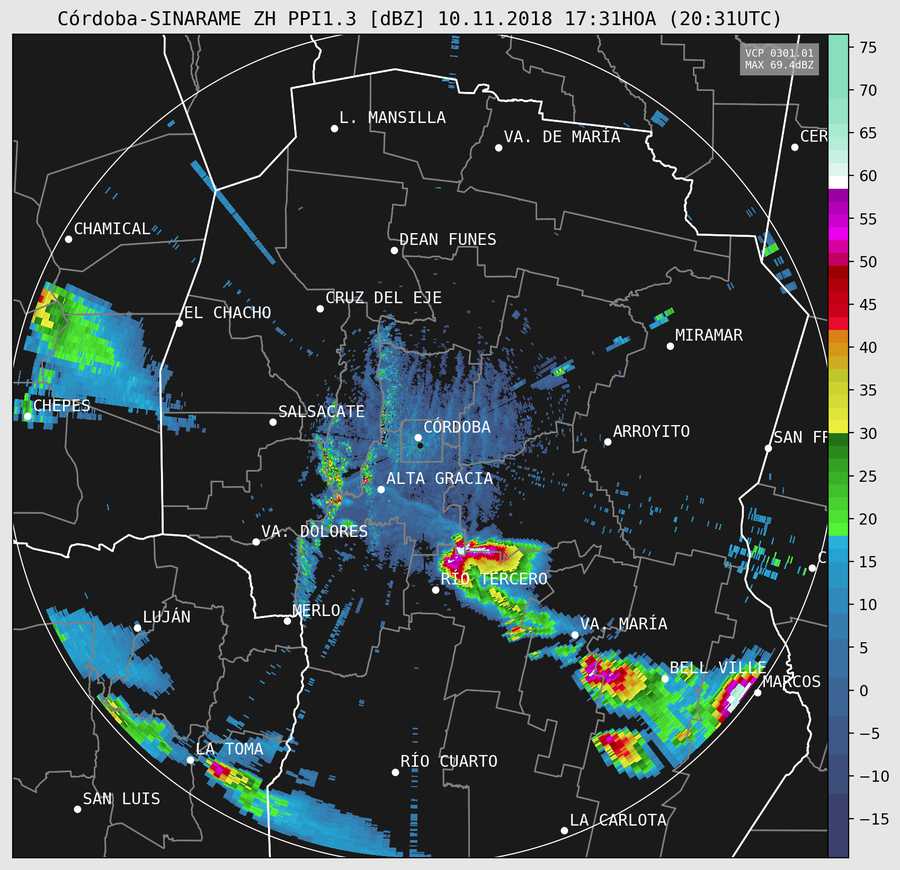 Córdoba-SINARAME ZH PPI1.3 [dBZ] 10.11.2018 17:31HOA (20:31UTC)
VCP 0301.01
MAX 69.4dBZ
75
70
65
60
55
50
45
40
35
30
25
20
15
10
5
0
−5
−10
−15
L. MANSILLA
VA. DE MARÍA
CER
CHAMICAL
DEAN FUNES
CRUZ DEL EJE
EL CHACHO
MIRAMAR
CHEPES
SALSACATE
CÓRDOBA
ARROYITO
SAN FR
ALTA GRACIA
VA. DOLORES
C
RÍO TERCERO
MERLO
LUJÁN
VA. MARÍA
BELL VILLE
MARCOS
LA TOMA
RÍO CUARTO
SAN LUIS
LA CARLOTA